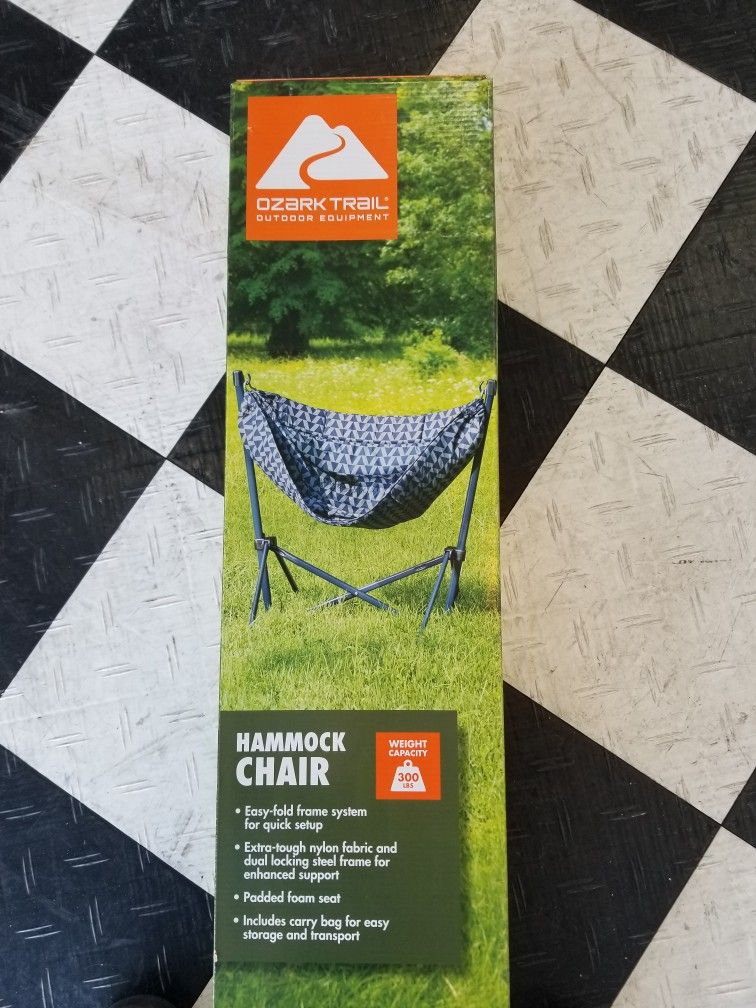 OZARK TRAIL®
OUTDOOR EQUIPMENT
HAMMOCK
CHAIR
WEIGHT
CAPACITY
300
LBS
• Easy-fold frame system
for quick setup
• Extra-tough nylon fabric and
dual locking steel frame for
enhanced support
• Padded foam seat
• Includes carry bag for easy
storage and transport